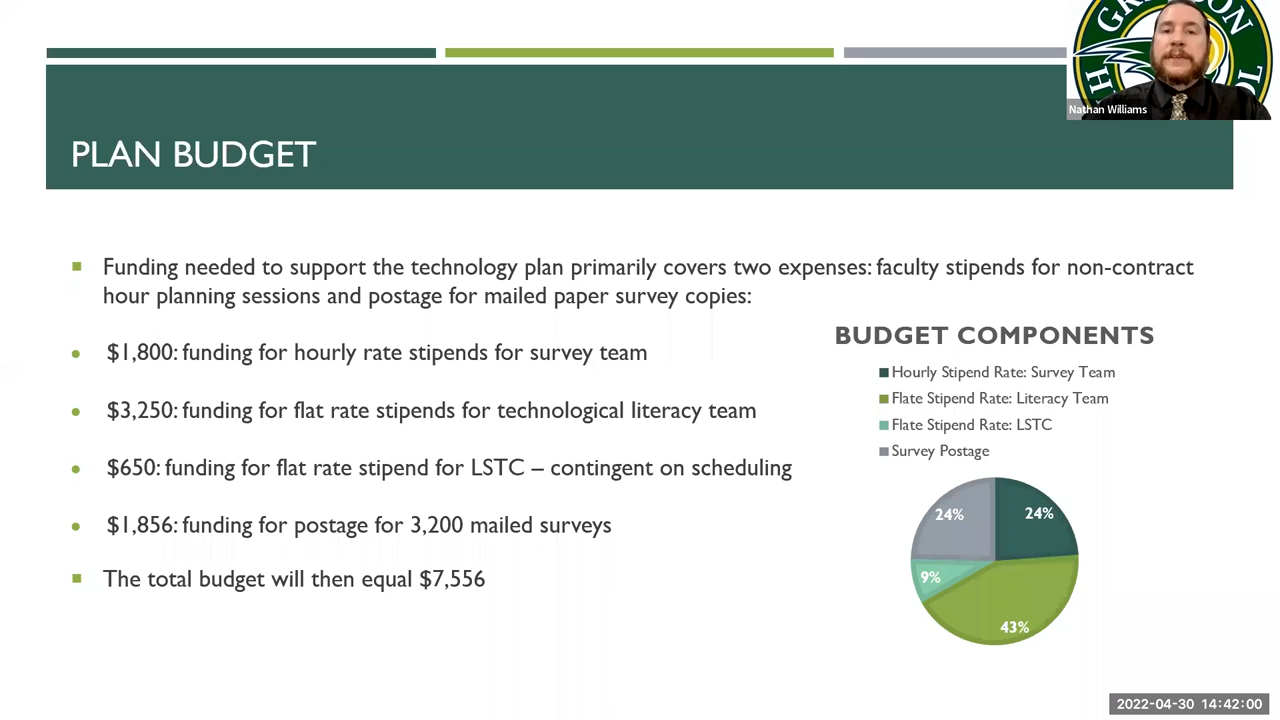 PLAN BUDGET
Nathan Williams
Funding needed to support the technology plan primarily covers two expenses: faculty stipends for non-contract
hour planning sessions and postage for mailed paper survey copies:
$1,800: funding for hourly rate stipends for survey team
$3,250: funding for flat rate stipends for technological literacy team
$650: funding for flat rate stipend for LSTC – contingent on scheduling
$1,856: funding for postage for 3,200 mailed surveys
The total budget will then equal $7,556
BUDGET COMPONENTS
Hourly Stipend Rate: Survey Team
Flate Stipend Rate: Literacy Team
Flate Stipend Rate: LSTC
Survey Postage
24%
24%
9%
43%
2022-04-30 14:42:00